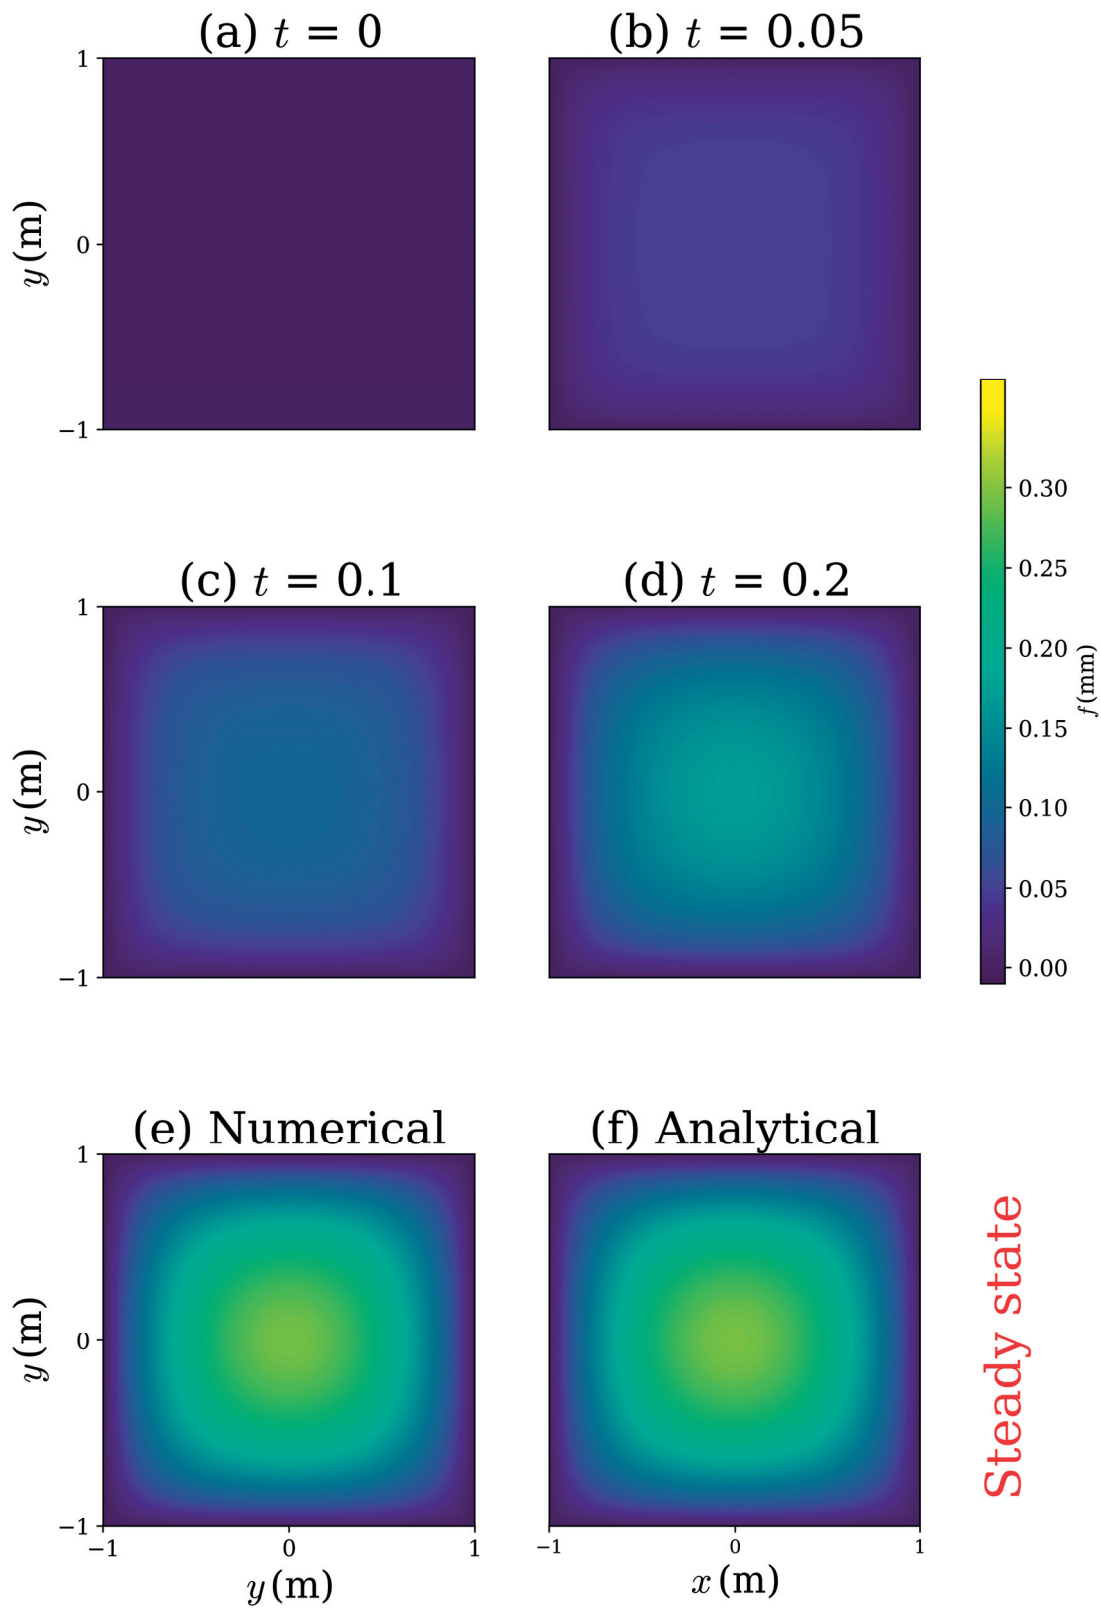 (a) t = 0
(b) t = 0.05
1
0
−1
y (m)
(c) t = 0.1
(d) t = 0.2
1
0
−1
y (m)
0.30
0.25
0.20
0.15
0.10
0.05
0.00
f (mm)
(e) Numerical
(f) Analytical
1
0
−1
y (m)
−1
0
1
y (m)
−1
0
1
x (m)
Steady state